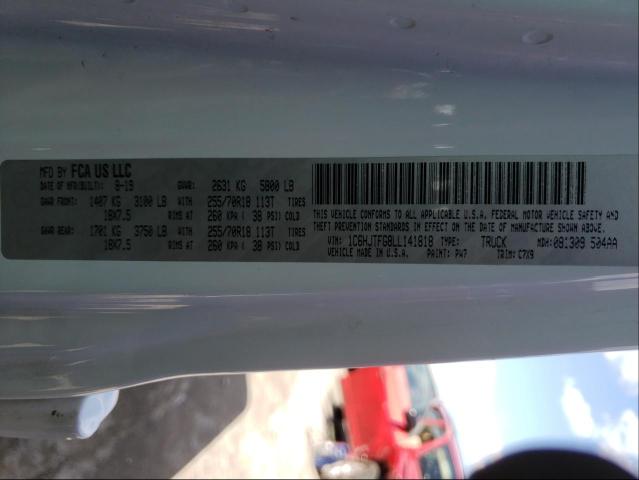 MFD BY FCA US LLC
DATE OF MFR(BUILT): 8-19 GVWR: 2631 KG 5800 LB
GAWR FRONT: 1407 KG 3100 LB WITH 255/70R18 113T TIRES
18X7.5 RIMS AT 260 KPA ( 38 PSI) COLD
GAWR REAR: 1701 KG 3750 LB WITH 255/70R18 113T TIRES
18X7.5 RIMS AT 260 KPA ( 38 PSI) COLD
THIS VEHICLE CONFORMS TO ALL APPLICABLE U.S.A. FEDERAL MOTOR VEHICLE SAFETY AND
THEFT PREVENTION STANDARDS IN EFFECT ON THE DATE OF MANUFACTURE SHOWN ABOVE.
VIN: 1C6HJTFG8LL141818 TYPE: TRUCK MDH: 081309 504AA
VEHICLE MADE IN U.S.A. PAINT: PW7 TRIM: C7X9